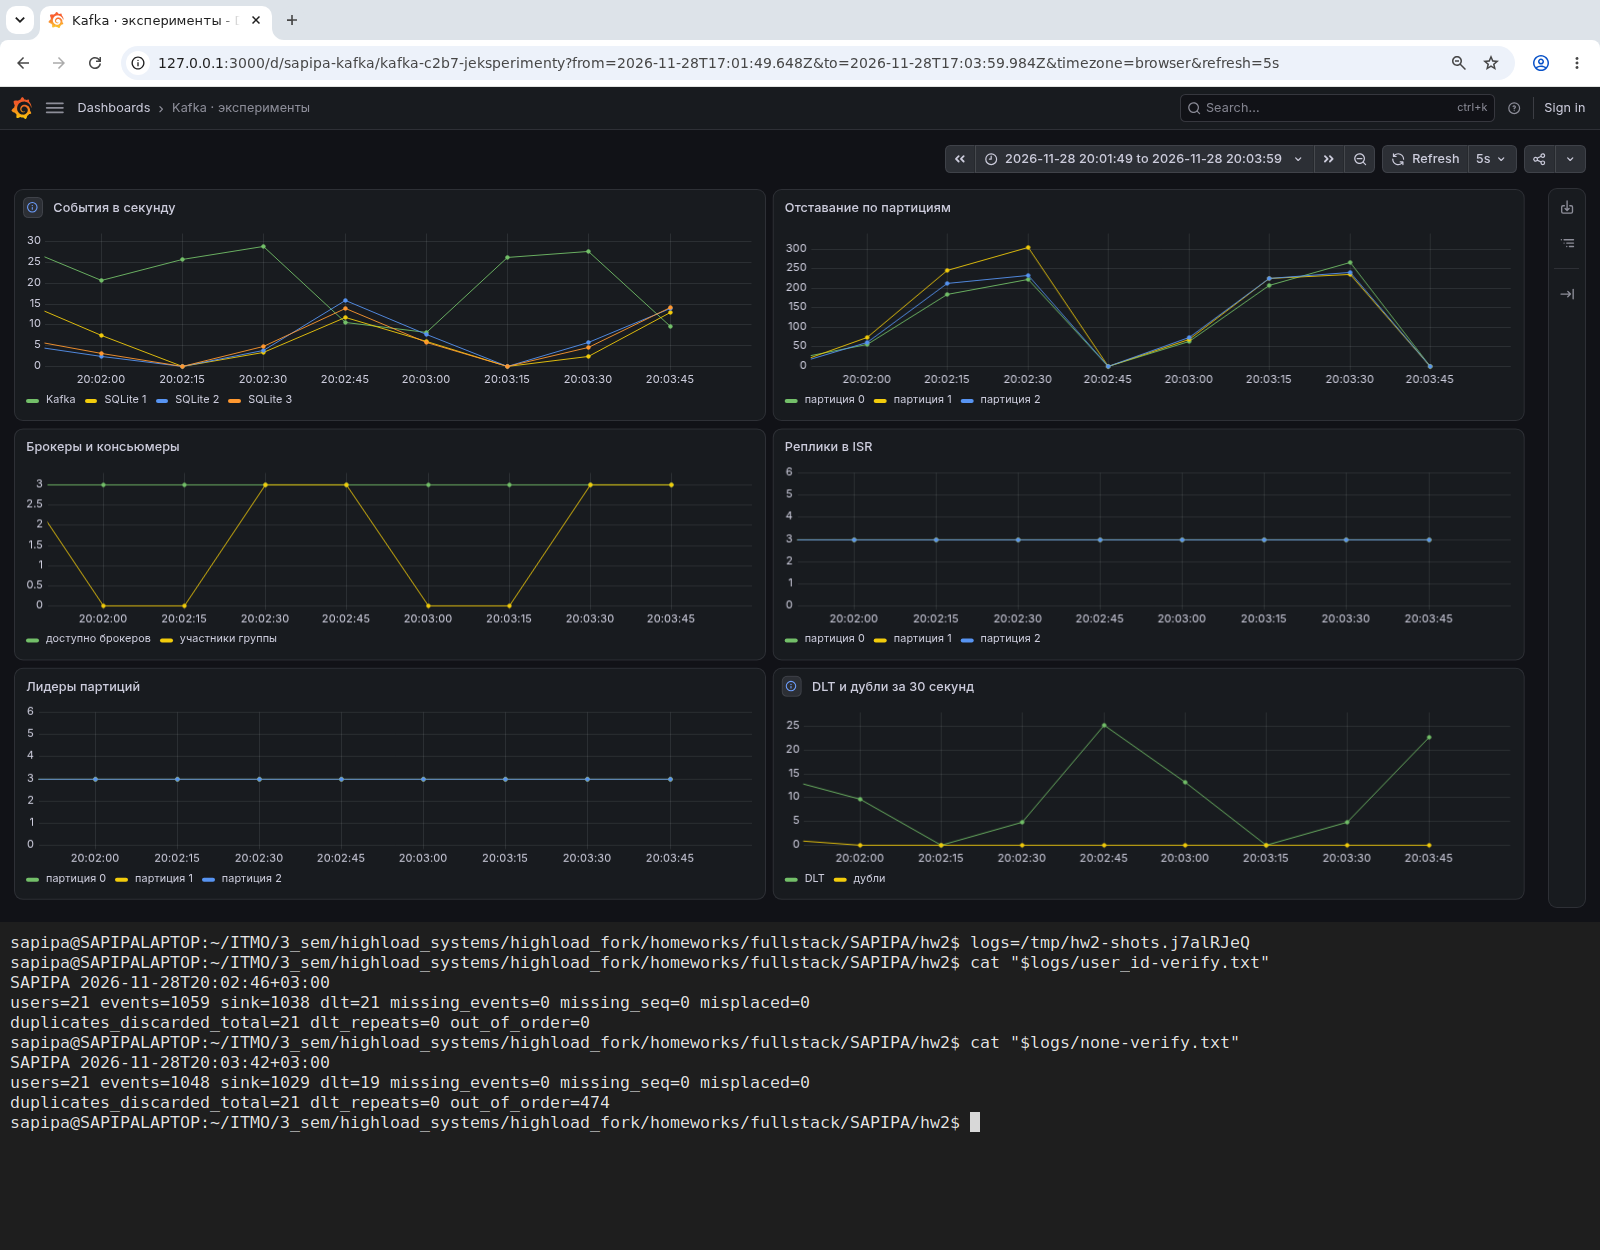 Kafka · эксперименты -
127.0.0.1:3000/d/sapipa-kafka/kafka-c2b7-jeksperimenty?from=2026-11-28T17:01:49.648Z&to=2026-11-28T17:03:59.984Z&timezone=browser&refresh=5s
Dashboards › Kafka · эксперименты
Search... ctrl+k
Sign in
2026-11-28 20:01:49 to 2026-11-28 20:03:59
Refresh 5s
События в секунду
30
25
20
15
10
5
0
20:02:00 20:02:15 20:02:30 20:02:45 20:03:00 20:03:15 20:03:30 20:03:45
Kafka SQLite 1 SQLite 2 SQLite 3
Отставание по партициям
300
250
200
150
100
50
0
20:02:00 20:02:15 20:02:30 20:02:45 20:03:00 20:03:15 20:03:30 20:03:45
партиция 0 партиция 1 партиция 2
Брокеры и консьюмеры
3
2.5
2
1.5
1
0.5
0
20:02:00 20:02:15 20:02:30 20:02:45 20:03:00 20:03:15 20:03:30 20:03:45
доступно брокеров участники группы
Реплики в ISR
6
5
4
3
2
1
0
20:02:00 20:02:15 20:02:30 20:02:45 20:03:00 20:03:15 20:03:30 20:03:45
партиция 0 партиция 1 партиция 2
Лидеры партиций
6
5
4
3
2
1
0
20:02:00 20:02:15 20:02:30 20:02:45 20:03:00 20:03:15 20:03:30 20:03:45
партиция 0 партиция 1 партиция 2
DLT и дубли за 30 секунд
25
20
15
10
5
0
20:02:00 20:02:15 20:02:30 20:02:45 20:03:00 20:03:15 20:03:30 20:03:45
DLT дубли
sapipa@SAPIPALAPTOP:~/ITMO/3_sem/highload_systems/highload_fork/homeworks/fullstack/SAPIPA/hw2$ logs=/tmp/hw2-shots.j7alRJeQ
sapipa@SAPIPALAPTOP:~/ITMO/3_sem/highload_systems/highload_fork/homeworks/fullstack/SAPIPA/hw2$ cat "$logs/user_id-verify.txt"
SAPIPA 2026-11-28T20:02:46+03:00
users=21 events=1059 sink=1038 dlt=21 missing_events=0 missing_seq=0 misplaced=0
duplicates_discarded_total=21 dlt_repeats=0 out_of_order=0
sapipa@SAPIPALAPTOP:~/ITMO/3_sem/highload_systems/highload_fork/homeworks/fullstack/SAPIPA/hw2$ cat "$logs/none-verify.txt"
SAPIPA 2026-11-28T20:03:42+03:00
users=21 events=1048 sink=1029 dlt=19 missing_events=0 missing_seq=0 misplaced=0
duplicates_discarded_total=21 dlt_repeats=0 out_of_order=474
sapipa@SAPIPALAPTOP:~/ITMO/3_sem/highload_systems/highload_fork/homeworks/fullstack/SAPIPA/hw2$